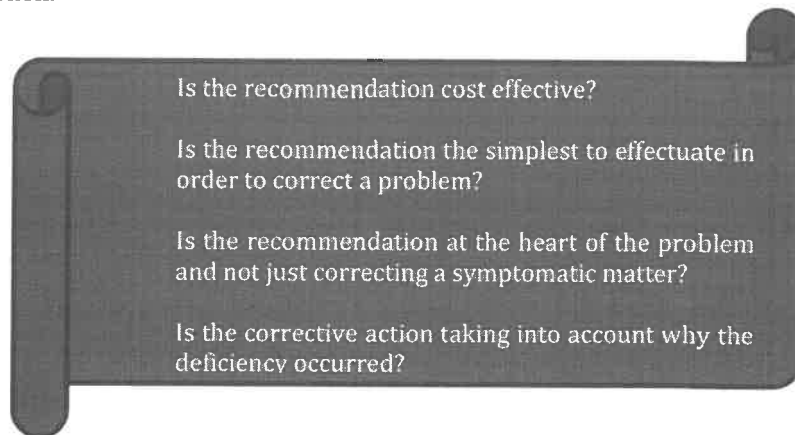 Is the recommendation cost effective?
Is the recommendation the simplest to effectuate in
order to correct a problem?
Is the recommendation at the heart of the problem
and not just correcting a symptomatic matter?
Is the corrective action taking into account why the
deficiency occurred?